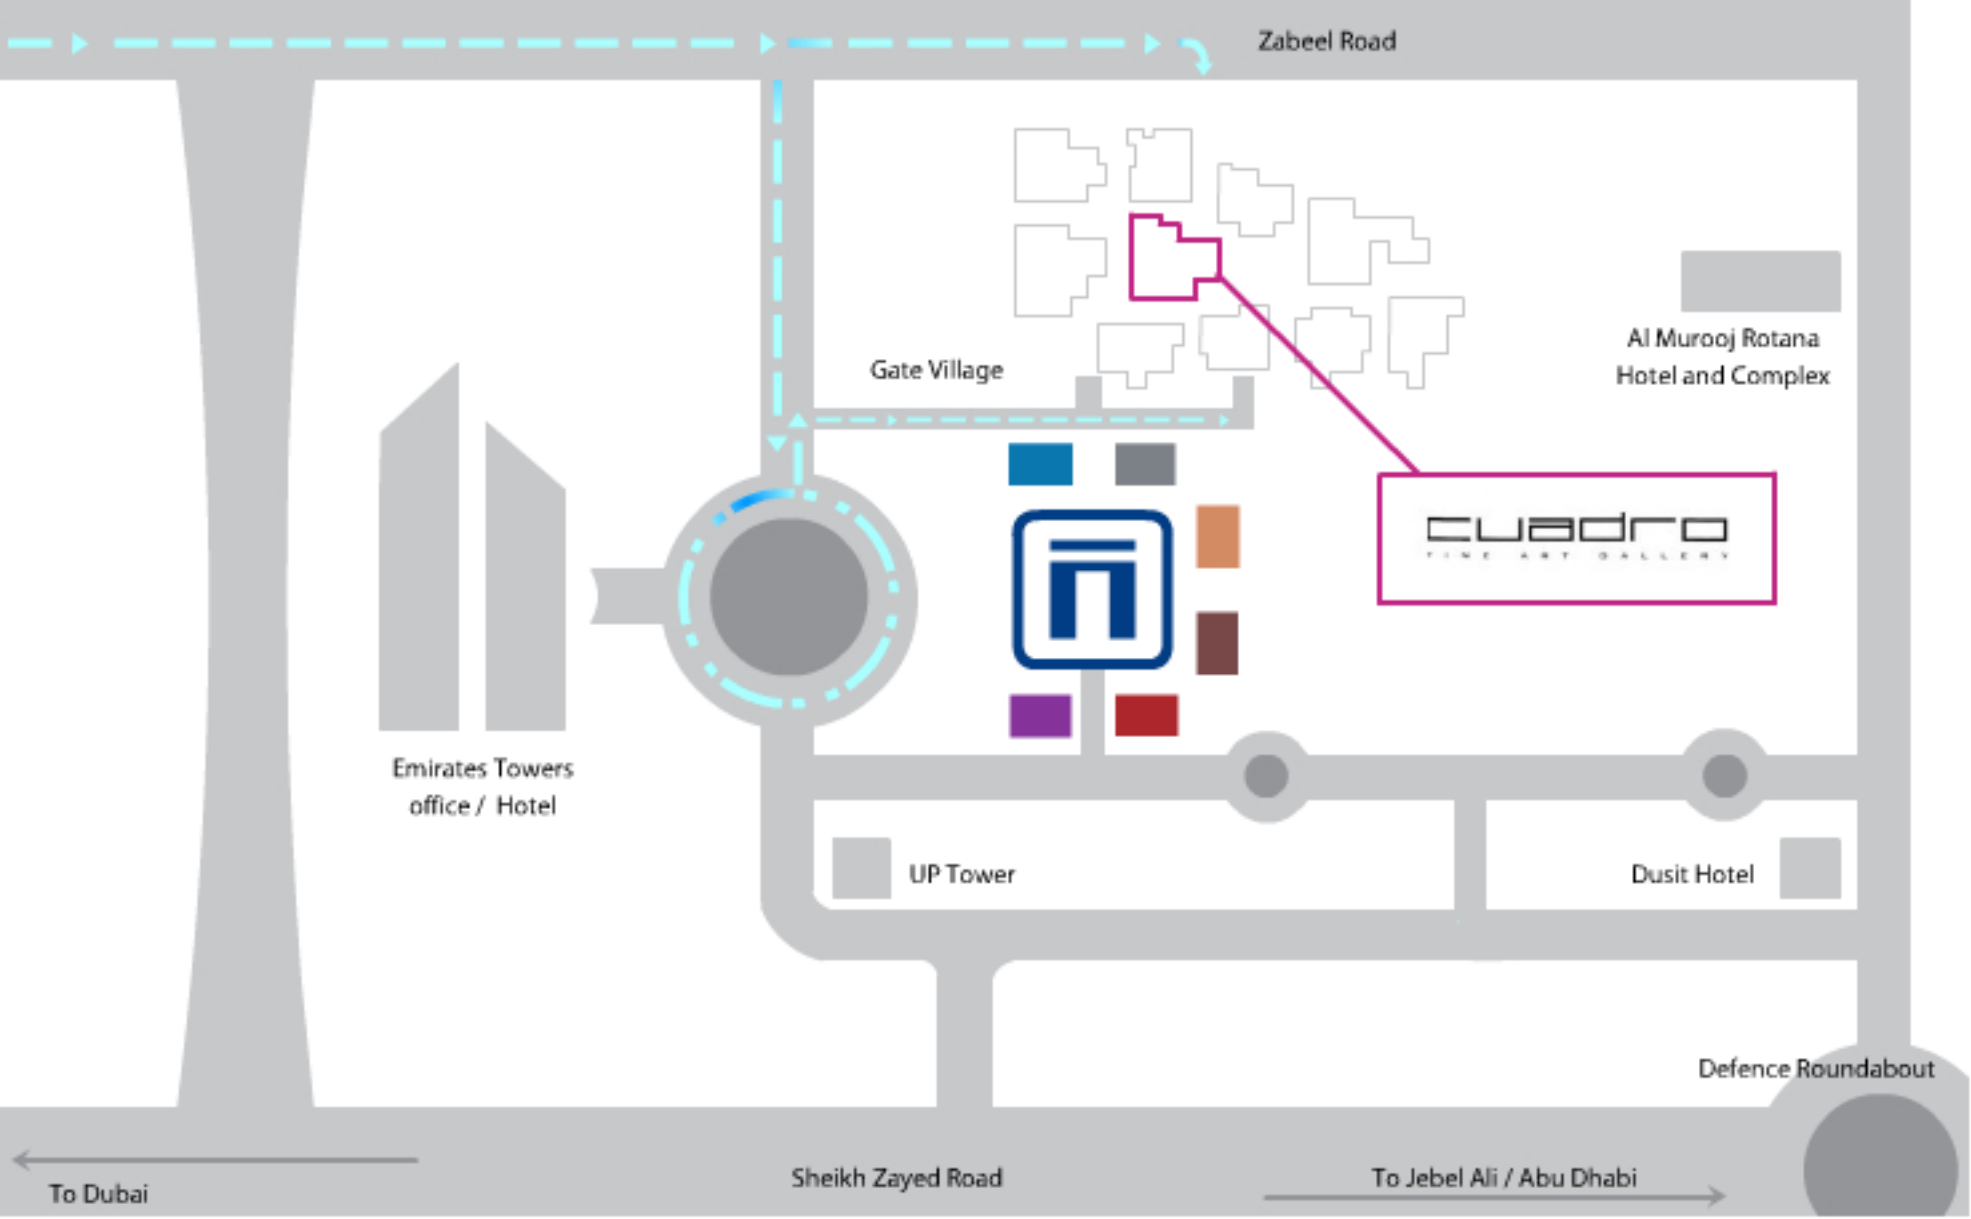 Zabeel Road
Al Murooj Rotana
Hotel and Complex
Gate Village
cuadro
FINE ART GALLERY
Emirates Towers
office / Hotel
UP Tower
Dusit Hotel
Defence Roundabout
Sheikh Zayed Road
To Jebel Ali / Abu Dhabi
To Dubai